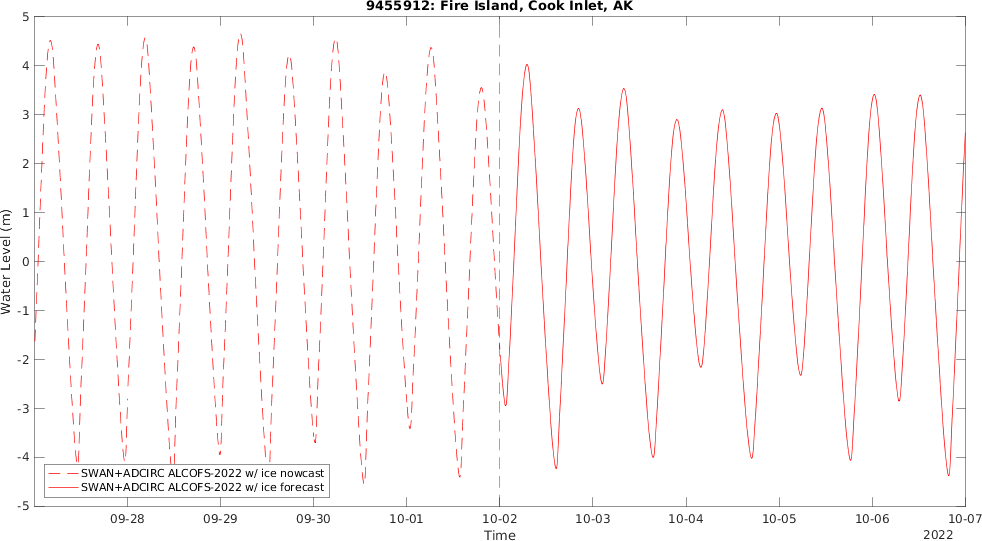 9455912: Fire Island, Cook Inlet, AK
5
4
3
2
1
0
-1
-2
-3
-4
-5
Water Level (m)
SWAN+ADCIRC ALCOFS-2022 w/ ice nowcast
SWAN+ADCIRC ALCOFS-2022 w/ ice forecast
09-28 09-29 09-30 10-01 10-02 10-03 10-04 10-05 10-06 10-07
Time
2022